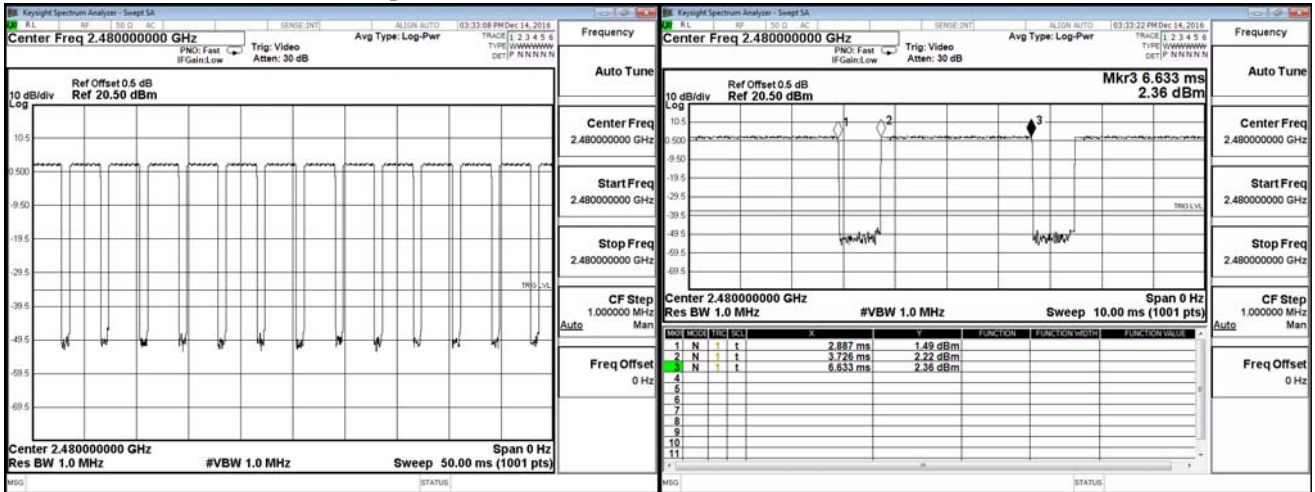 Keysight Spectrum Analyzer - Swept SA
RL RF 50 Ω AC SENSE:INT ALIGN AUTO 03:33:08 PM Dec 14, 2016
Center Freq 2.480000000 GHz Avg Type: Log-Pwr TRACE 1 2 3 4 5 6
PNO: Fast Trig: Video TYPE WWWWWW
IFGain:Low Atten: 30 dB DET P N N N N N
Ref Offset 0.5 dB
10 dB/div Ref 20.50 dBm
Log
10.5
0.500
-9.50
-19.5
-29.5
TRIG LVL
-39.5
-49.5
-59.5
-69.5
Center 2.480000000 GHz Span 0 Hz
Res BW 1.0 MHz #VBW 1.0 MHz Sweep 50.00 ms (1001 pts)
MSG STATUS
Frequency
Auto Tune
Center Freq
2.480000000 GHz
Start Freq
2.480000000 GHz
Stop Freq
2.480000000 GHz
CF Step
1.000000 MHz
Auto Man
Freq Offset
0 Hz
Keysight Spectrum Analyzer - Swept SA
RL RF 50 Ω AC SENSE:INT ALIGN AUTO 03:33:22 PM Dec 14, 2016
Center Freq 2.480000000 GHz Avg Type: Log-Pwr TRACE 1 2 3 4 5 6
PNO: Fast Trig: Video TYPE WWWWWW
IFGain:Low Atten: 30 dB DET P N N N N N
Mkr3 6.633 ms
2.36 dBm
Ref Offset 0.5 dB
10 dB/div Ref 20.50 dBm
Log
10.5
1 2 3
0.500
-9.50
-19.5
-29.5
TRIG LVL
-39.5
-49.5
-59.5
-69.5
Center 2.480000000 GHz Span 0 Hz
Res BW 1.0 MHz #VBW 1.0 MHz Sweep 10.00 ms (1001 pts)
MKR MODE TRC SCL X Y FUNCTION FUNCTION WIDTH FUNCTION VALUE
1 N 1 t 2.887 ms 1.49 dBm
2 N 1 t 3.726 ms 2.22 dBm
3 N 1 t 6.633 ms 2.36 dBm
4
5
6
7
8
9
10
11
MSG STATUS
Frequency
Auto Tune
Center Freq
2.480000000 GHz
Start Freq
2.480000000 GHz
Stop Freq
2.480000000 GHz
CF Step
1.000000 MHz
Auto Man
Freq Offset
0 Hz